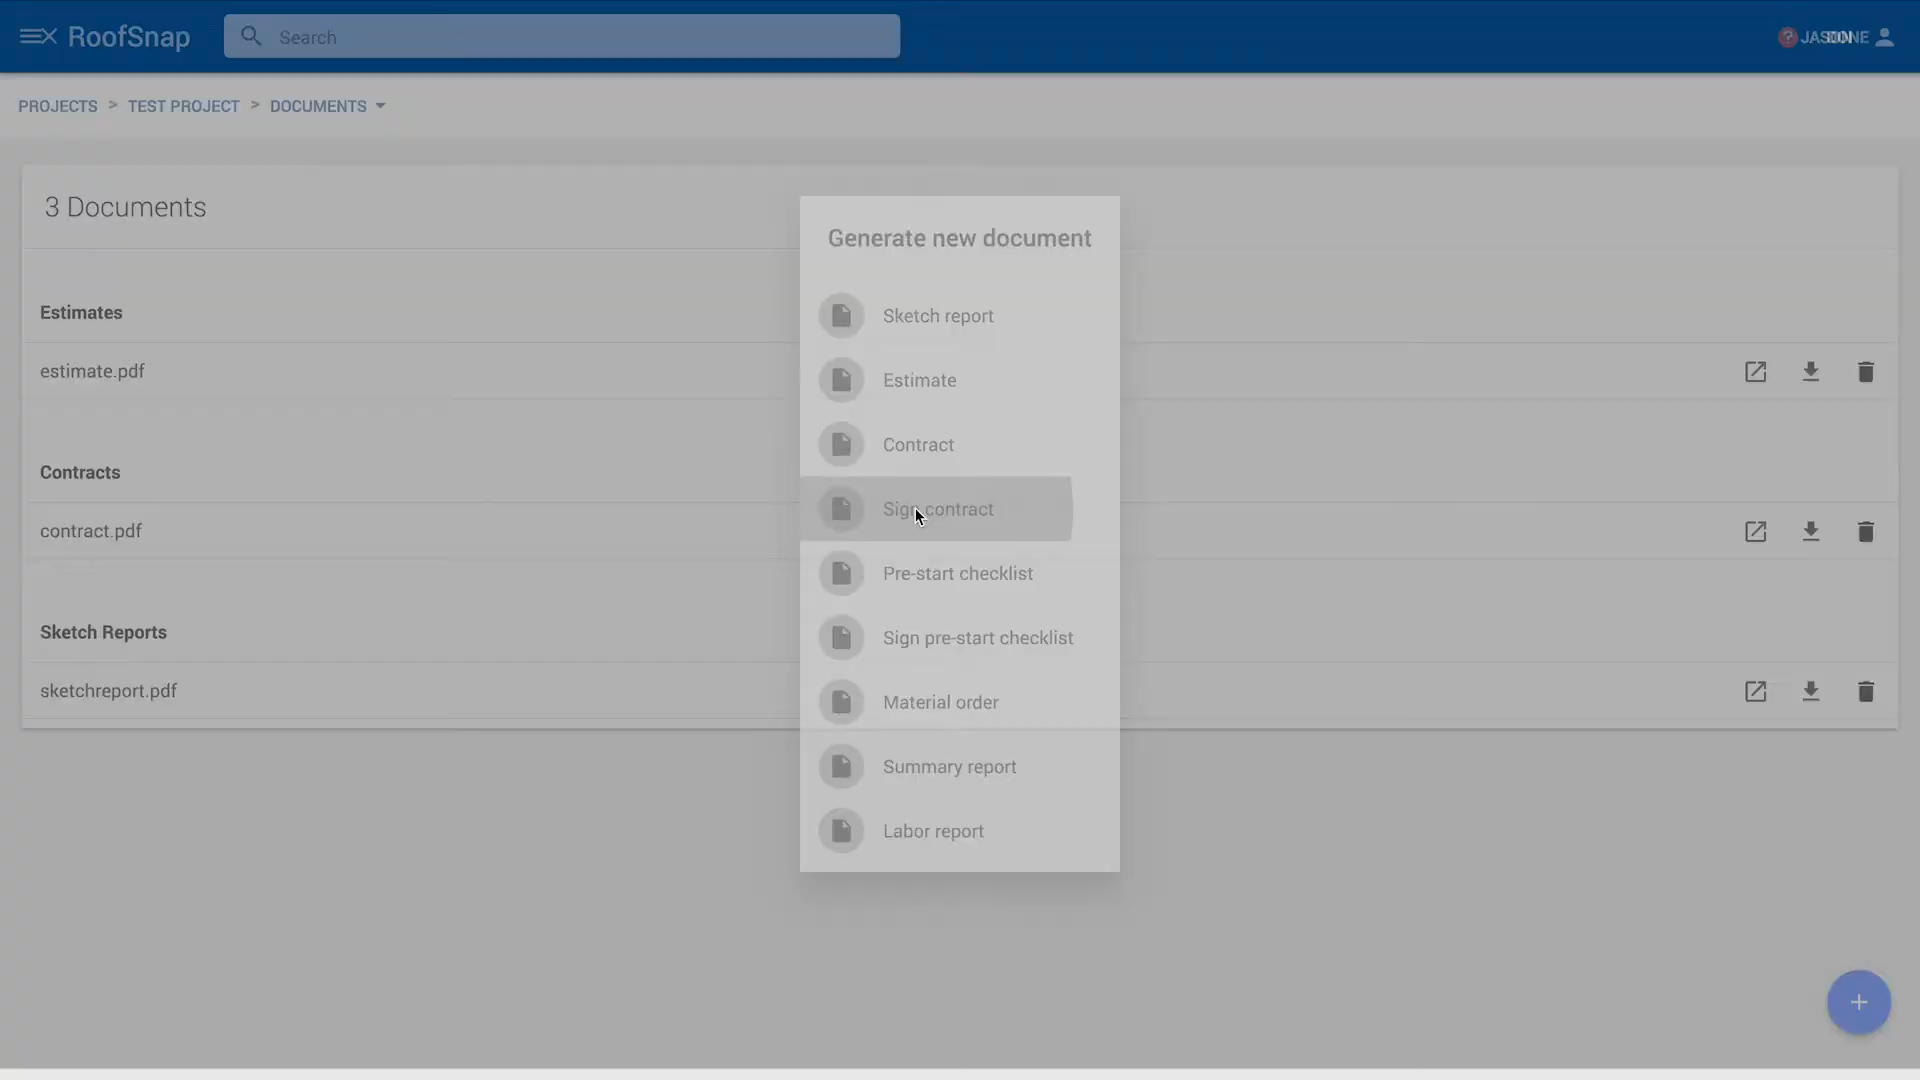 RoofSnap
Search
PROJECTS > TEST PROJECT > DOCUMENTS
3 Documents
Estimates
estimate.pdf
Contracts
contract.pdf
Sketch Reports
sketchreport.pdf
Generate new document
Sketch report
Estimate
Contract
Sign contract
Pre-start checklist
Sign pre-start checklist
Material order
Summary report
Labor report